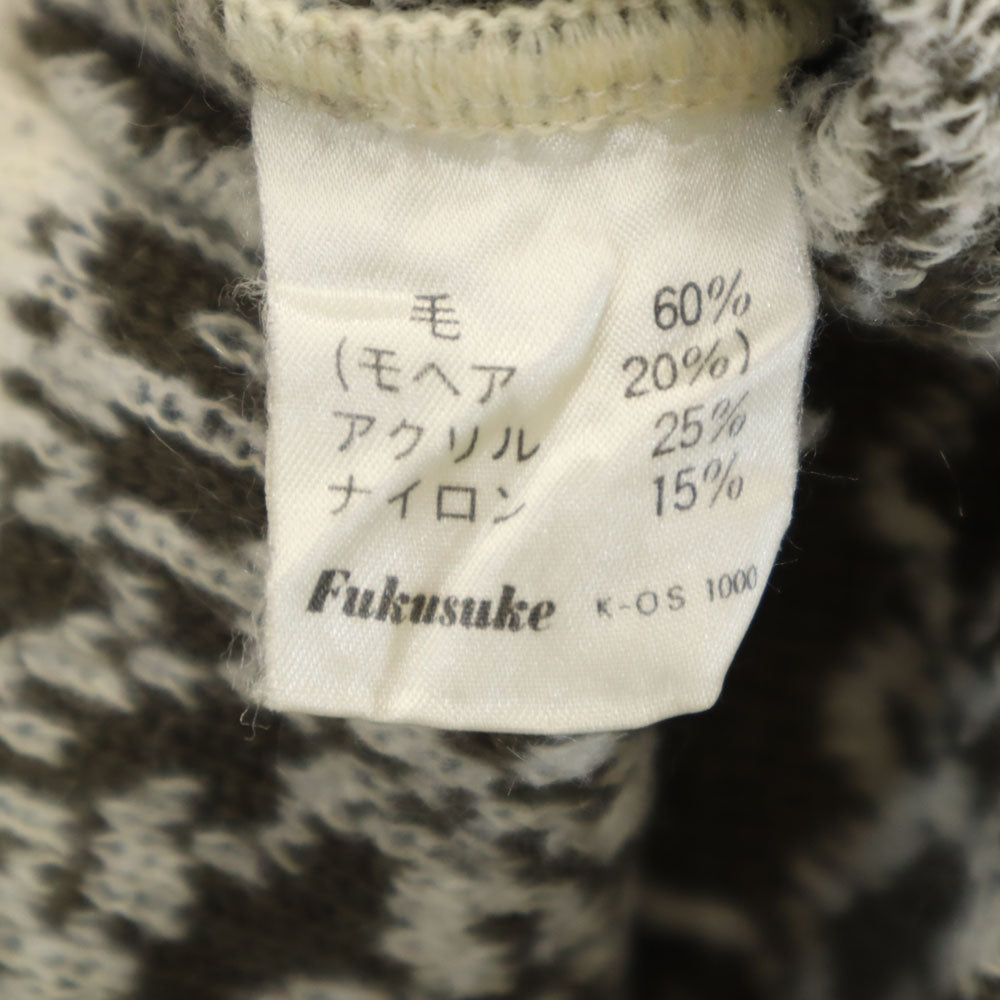 毛 60%
(モヘア 20%)
アクリル 25%
ナイロン 15%
Fukusuke K-OS 1000